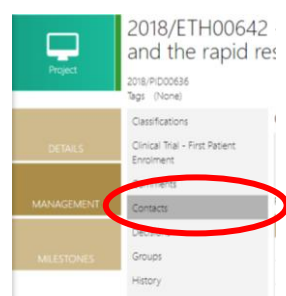 2018/ETH00642
and the rapid res
Project
2018/PID00636
Tags (None)
Classifications
DETAILS
Clinical Trial - First Patient
Enrolment
Comments
MANAGEMENT
Contacts
MILESTONES
Groups
History